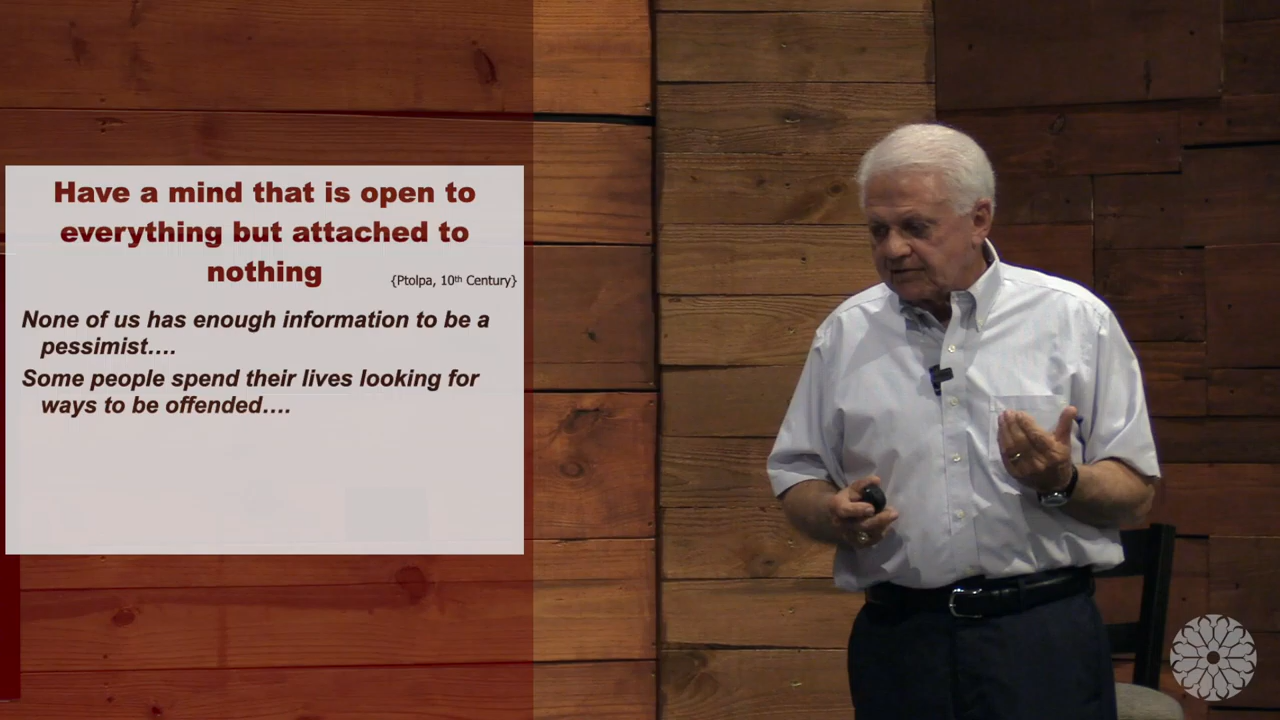 Have a mind that is open to
everything but attached to
nothing
{Ptolpa, 10th Century}
None of us has enough information to be a
pessimist….
Some people spend their lives looking for
ways to be offended….